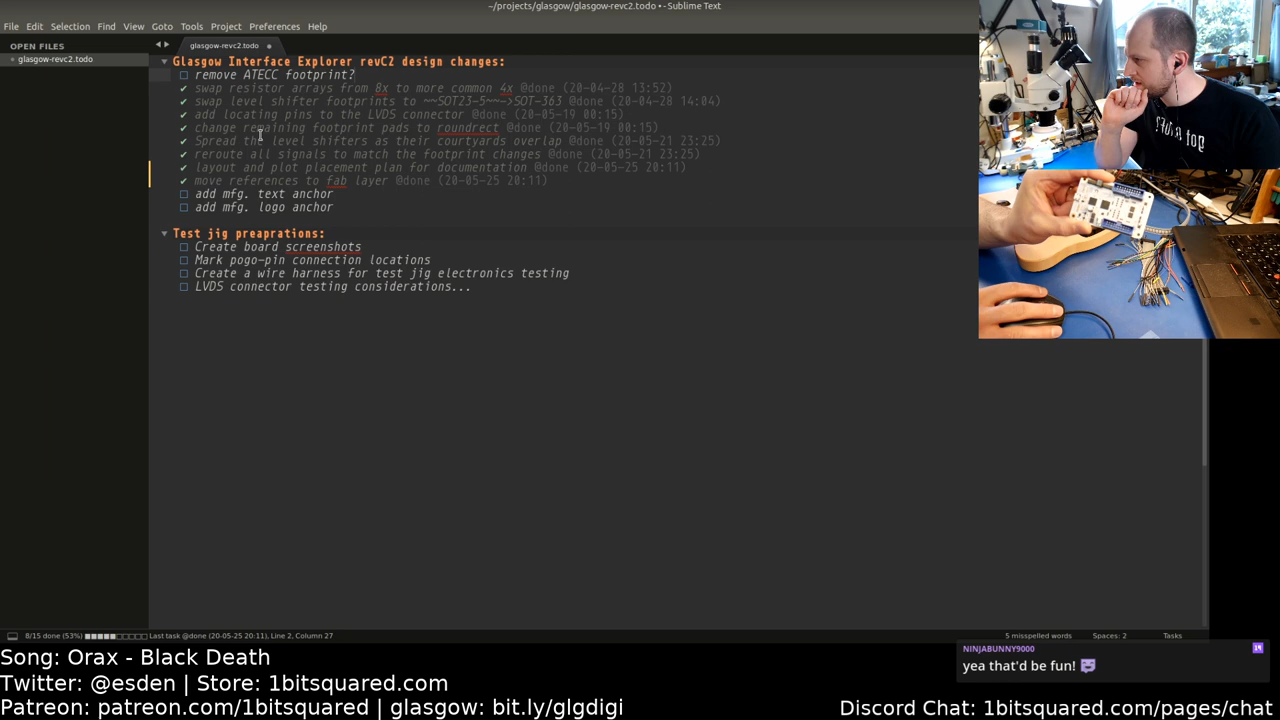 ~/projects/glasgow/glasgow-revc2.todo • - Sublime Text
File Edit Selection Find View Goto Tools Project Preferences Help
OPEN FILES
glasgow-revc2.todo
glasgow-revc2.todo
Glasgow Interface Explorer revC2 design changes:
remove ATECC footprint?
✔ swap resistor arrays from 8x to more common 4x @done (20-04-28 13:52)
✔ swap level shifter footprints to ~~SOT23-5~~->SOT-363 @done (20-04-28 14:04)
✔ add locating pins to the LVDS connector @done (20-05-19 00:15)
✔ change remaining footprint pads to roundrect @done (20-05-19 00:15)
✔ Spread the level shifters as their courtyards overlap @done (20-05-21 23:25)
✔ reroute all signals to match the footprint changes @done (20-05-21 23:25)
✔ layout and plot placement plan for documentation @done (20-05-25 20:11)
✔ move references to fab layer @done (20-05-25 20:11)
add mfg. text anchor
add mfg. logo anchor
Test jig preaprations:
Create board screenshots
Mark pogo-pin connection locations
Create a wire harness for test jig electronics testing
LVDS connector testing considerations...
8/15 done (53%) ■■■■■□□□□□ Last task @done (20-05-25 20:11), Line 2, Column 27
5 misspelled words Spaces: 2 Tasks
NINJABUNNY9000
yea that'd be fun!
Song: Orax - Black Death
Twitter: @esden | Store: 1bitsquared.com
Patreon: patreon.com/1bitsquared | glasgow: bit.ly/glgdigi
Discord Chat: 1bitsquared.com/pages/chat